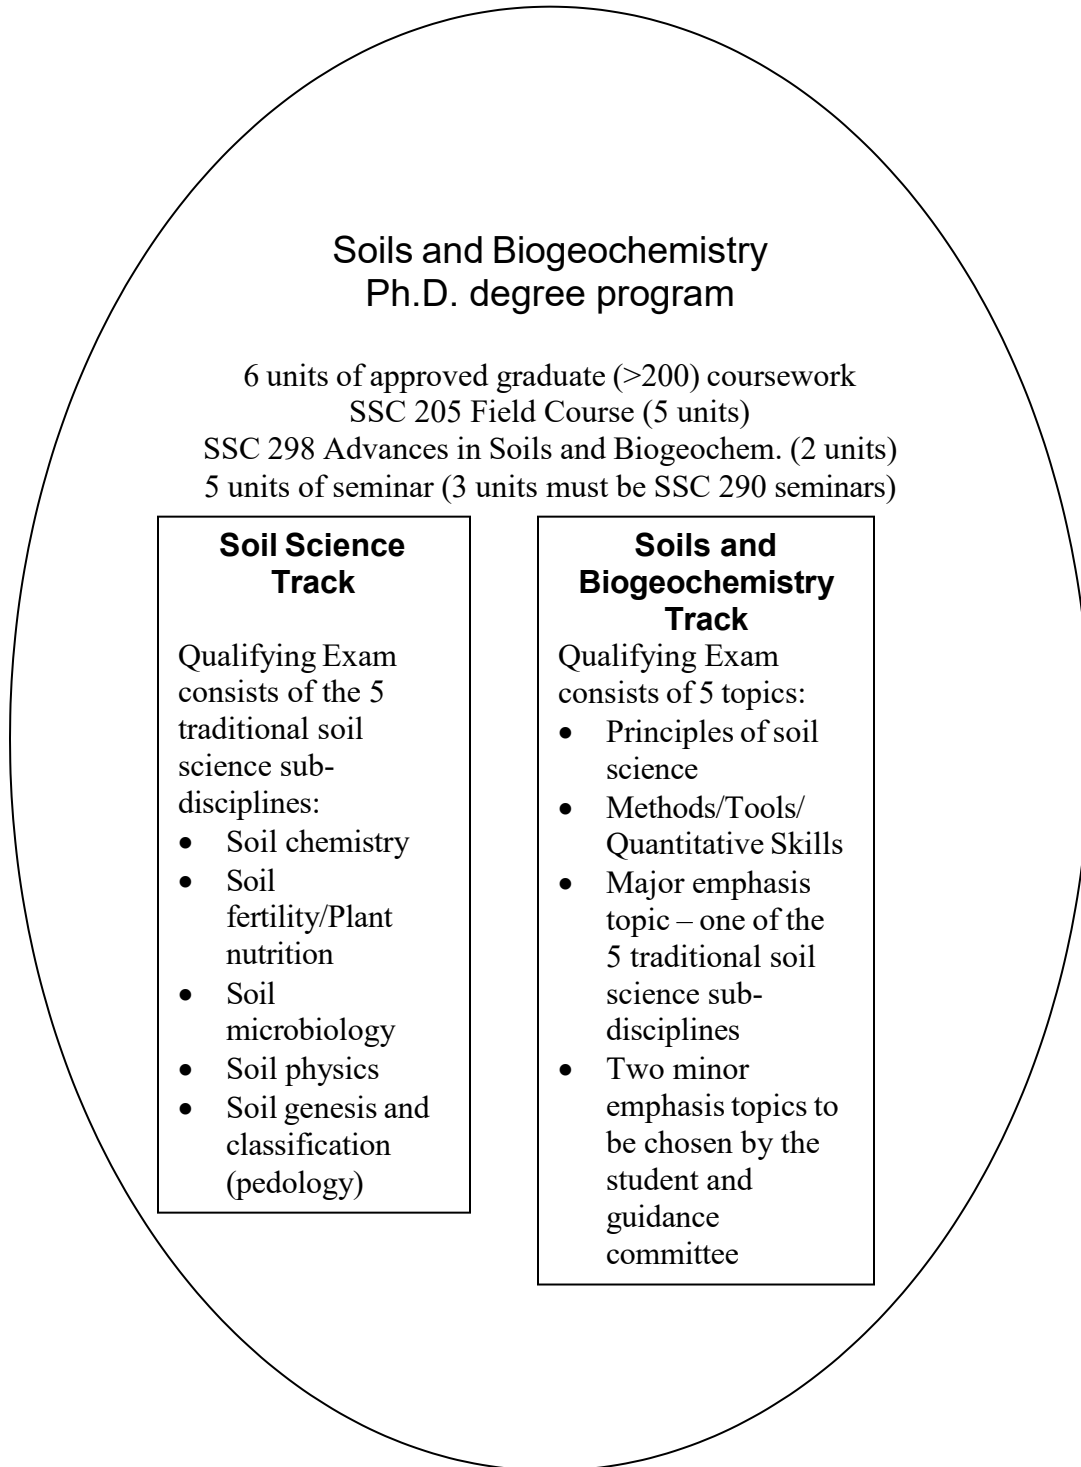 Soils and Biogeochemistry
Ph.D. degree program
6 units of approved graduate (>200) coursework
SSC 205 Field Course (5 units)
SSC 298 Advances in Soils and Biogeochem. (2 units)
5 units of seminar (3 units must be SSC 290 seminars)
Soil Science
Track
Qualifying Exam
consists of the 5
traditional soil
science sub-
disciplines:
• Soil chemistry
• Soil
fertility/Plant
nutrition
• Soil
microbiology
• Soil physics
• Soil genesis and
classification
(pedology)
Soils and
Biogeochemistry
Track
Qualifying Exam
consists of 5 topics:
• Principles of soil
science
• Methods/Tools/
Quantitative Skills
• Major emphasis
topic – one of the
5 traditional soil
science sub-
disciplines
• Two minor
emphasis topics to
be chosen by the
student and
guidance
committee